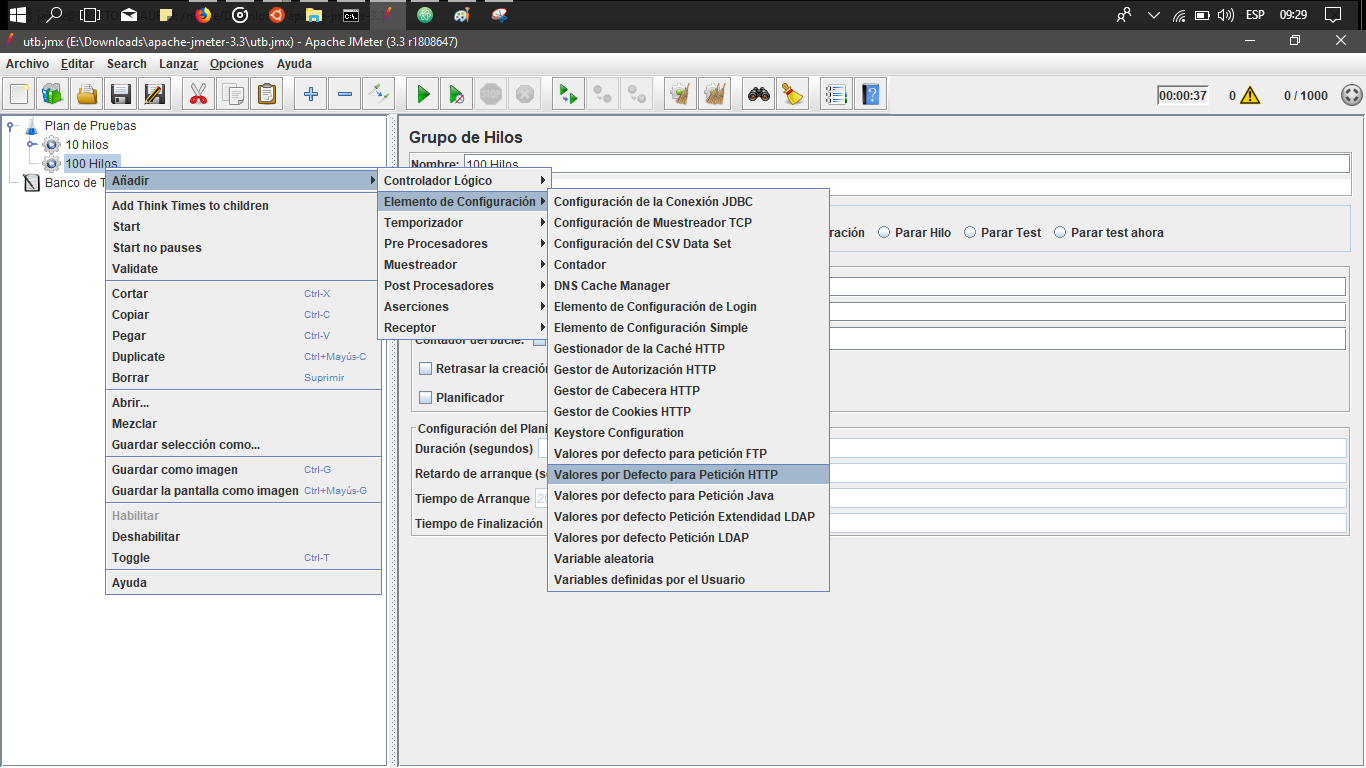 ESP 09:29
utb.jmx (E:\Downloads\apache-jmeter-3.3\utb.jmx) - Apache JMeter (3.3 r1808647)
Archivo Editar Search Lanzar Opciones Ayuda
STOP 00:00:37 0 0 / 1000
Plan de Pruebas
10 hilos
100 Hilos
Banco de T
Añadir
Add Think Times to children
Start
Start no pauses
Validate
Cortar Ctrl-X
Copiar Ctrl-C
Pegar Ctrl-V
Duplicate Ctrl+Mayús-C
Borrar Suprimir
Abrir...
Mezclar
Guardar selección como...
Guardar como imagen Ctrl-G
Guardar la pantalla como imagen Ctrl+Mayús-G
Habilitar
Deshabilitar
Toggle Ctrl-T
Ayuda
Controlador Lógico
Elemento de Configuración
Temporizador
Pre Procesadores
Muestreador
Post Procesadores
Aserciones
Receptor
Configuración de la Conexión JDBC
Configuración de Muestreador TCP
Configuración del CSV Data Set
Contador
DNS Cache Manager
Elemento de Configuración de Login
Elemento de Configuración Simple
Gestionador de la Caché HTTP
Gestor de Autorización HTTP
Gestor de Cabecera HTTP
Gestor de Cookies HTTP
Keystore Configuration
Valores por defecto para petición FTP
Valores por Defecto para Petición HTTP
Valores por defecto para Petición Java
Valores por defecto Petición Extendidad LDAP
Valores por defecto Petición LDAP
Variable aleatoria
Variables definidas por el Usuario
Grupo de Hilos
Nombre: 100 Hilos
ración Parar Hilo Parar Test Parar test ahora
Contador del bucle:
Retrasar la creación
Planificador
Configuración del Plani
Duración (segundos)
Retardo de arranque (s
Tiempo de Arranque 20
Tiempo de Finalización